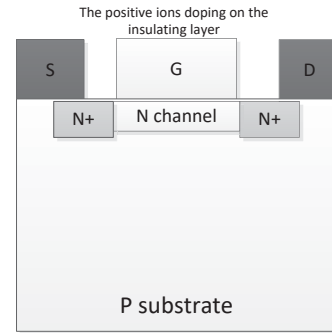 The positive ions doping on the
insulating layer
S
G
D
N+
N channel
N+
P substrate